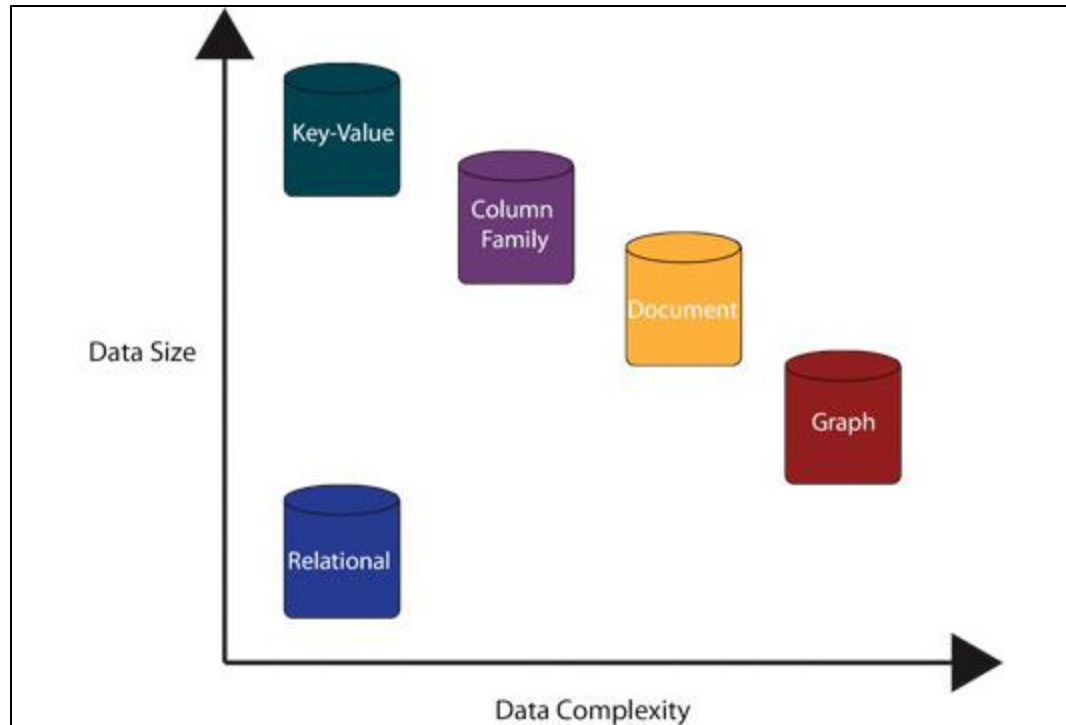 Key-Value
Column
Family
Document
Data Size
Graph
Relational
Data Complexity